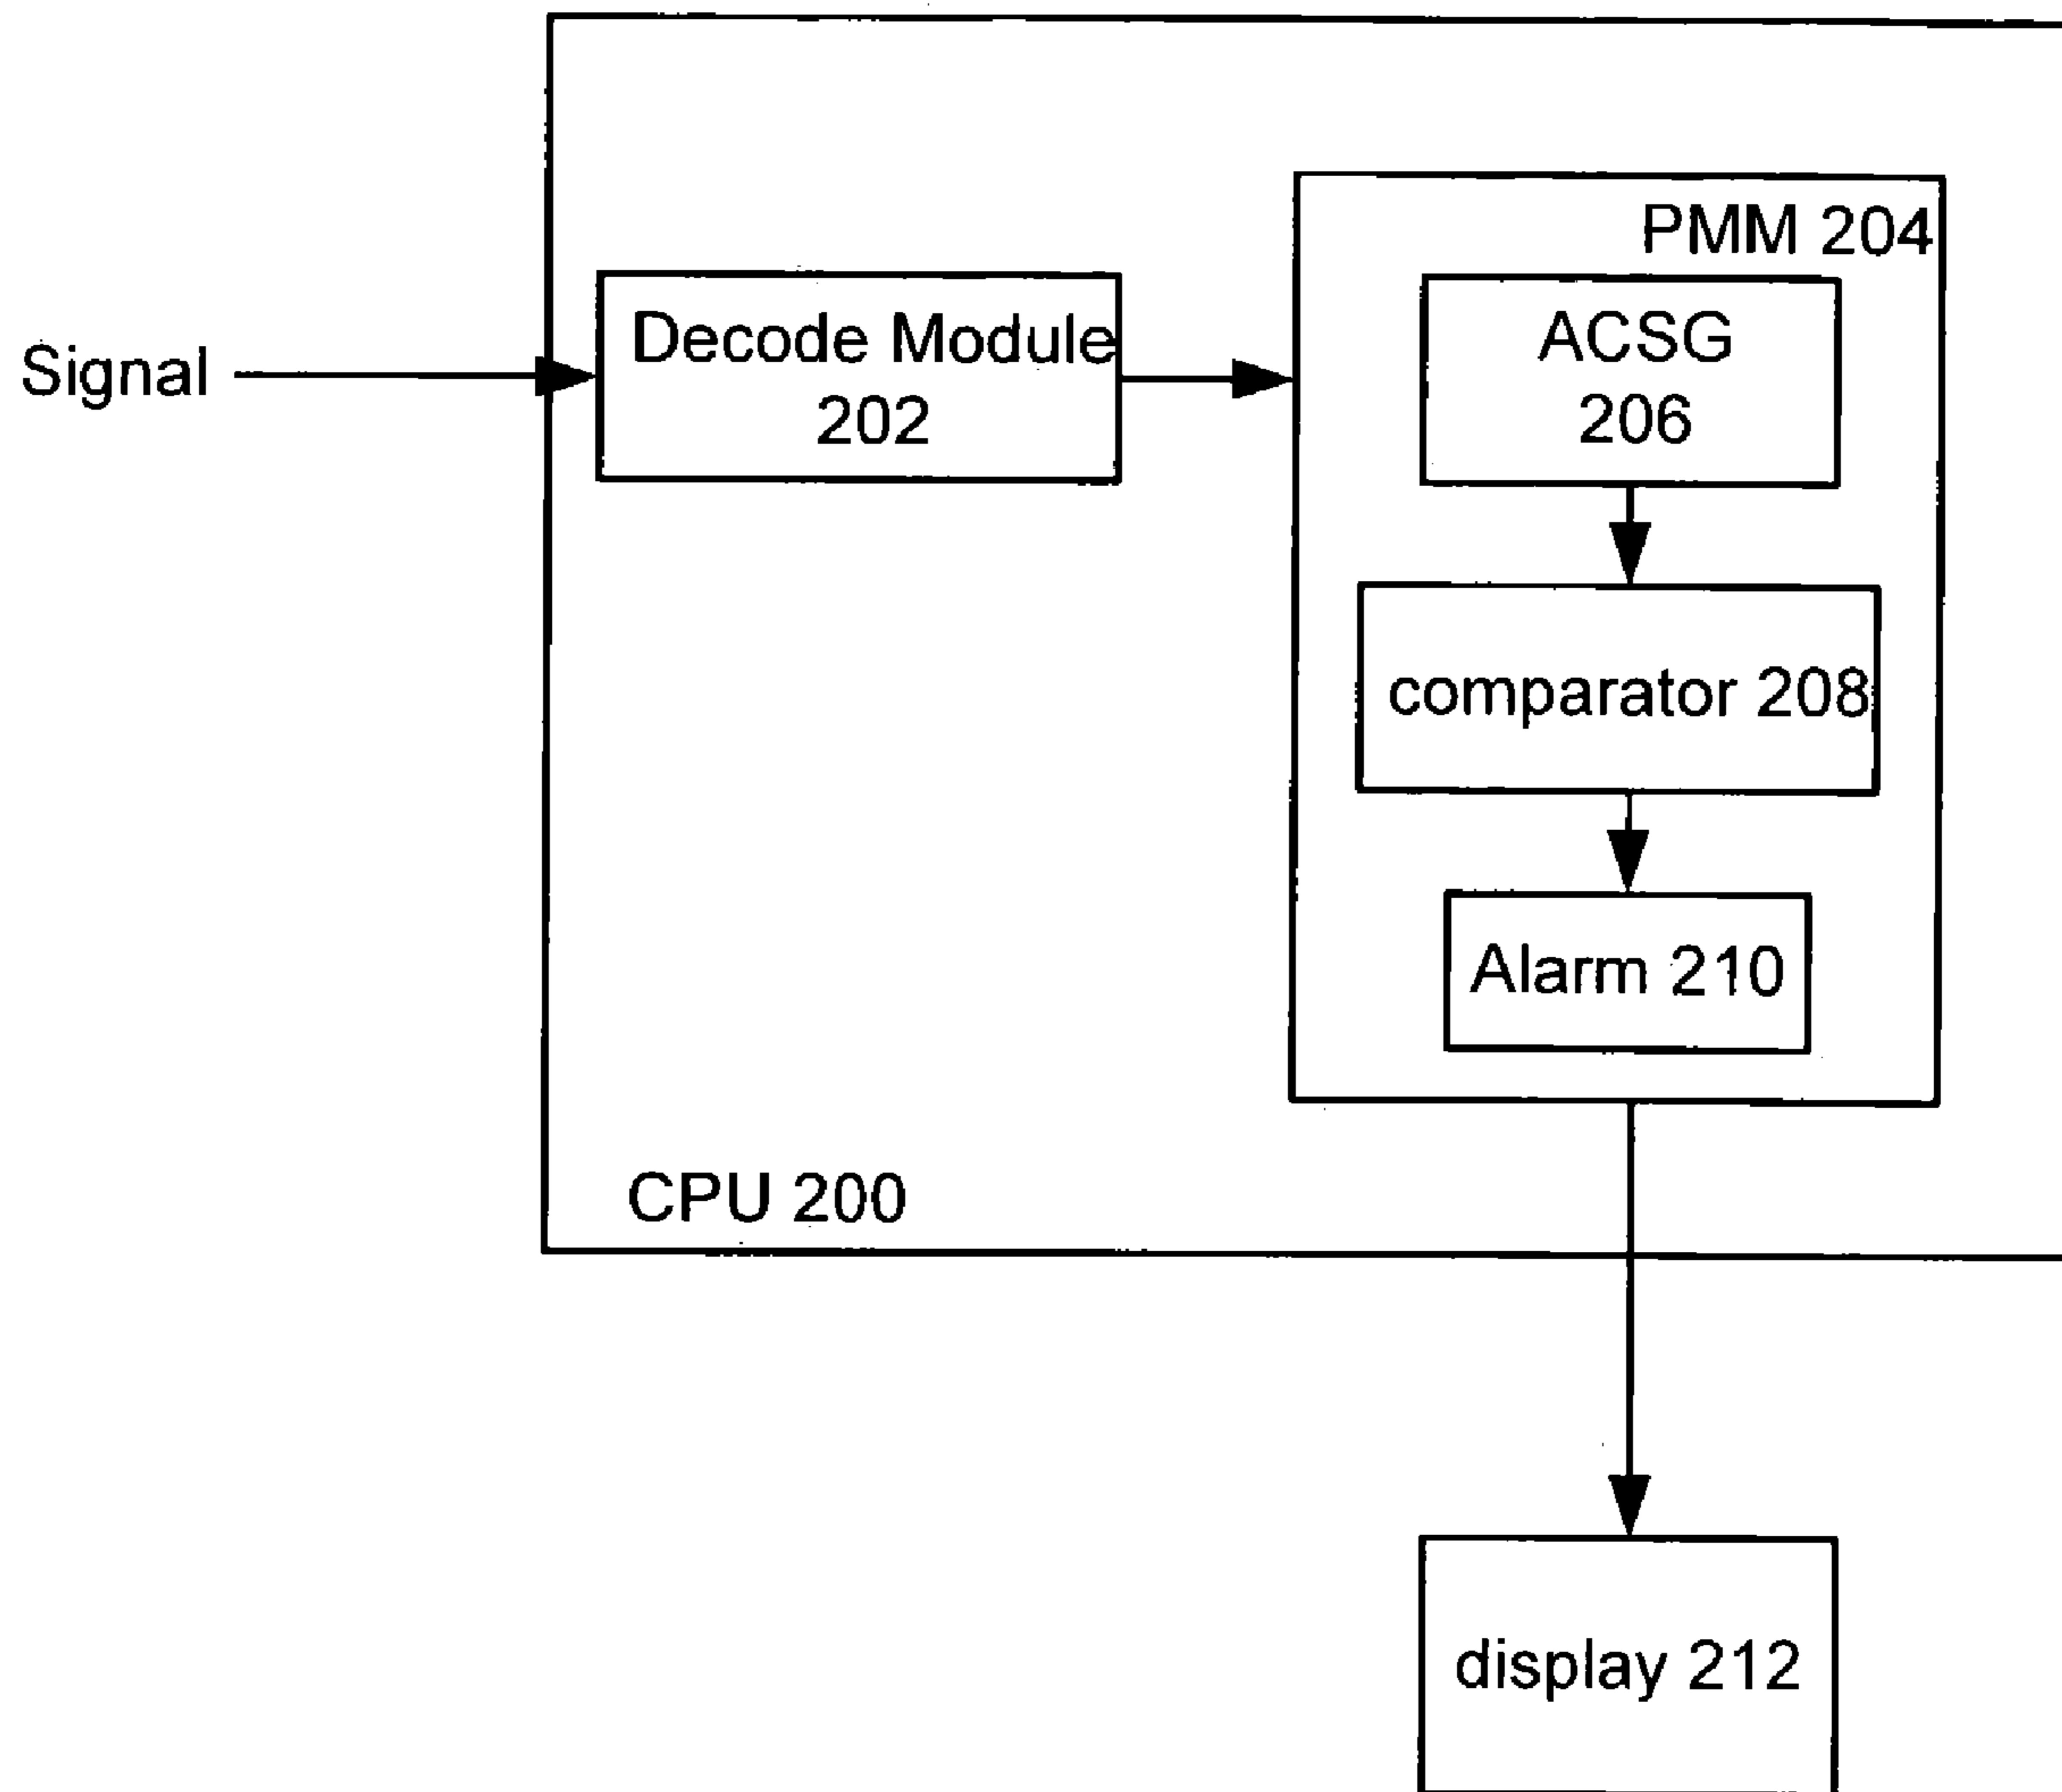 PMM 204
Signal
Decode Module
202
ACSG
206
comparator 208
Alarm 210
CPU 200
display 212